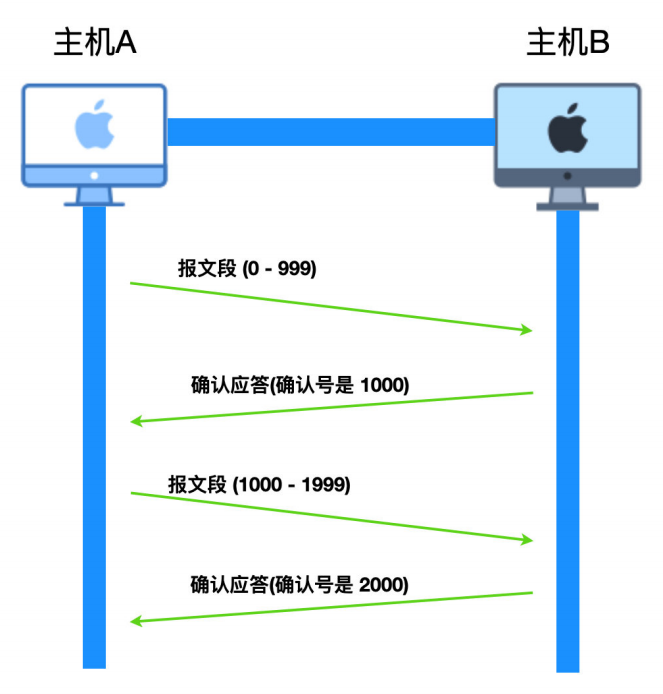 主机A
主机B
报文段 (0 - 999)
确认应答(确认号是 1000)
报文段 (1000 - 1999)
确认应答(确认号是 2000)